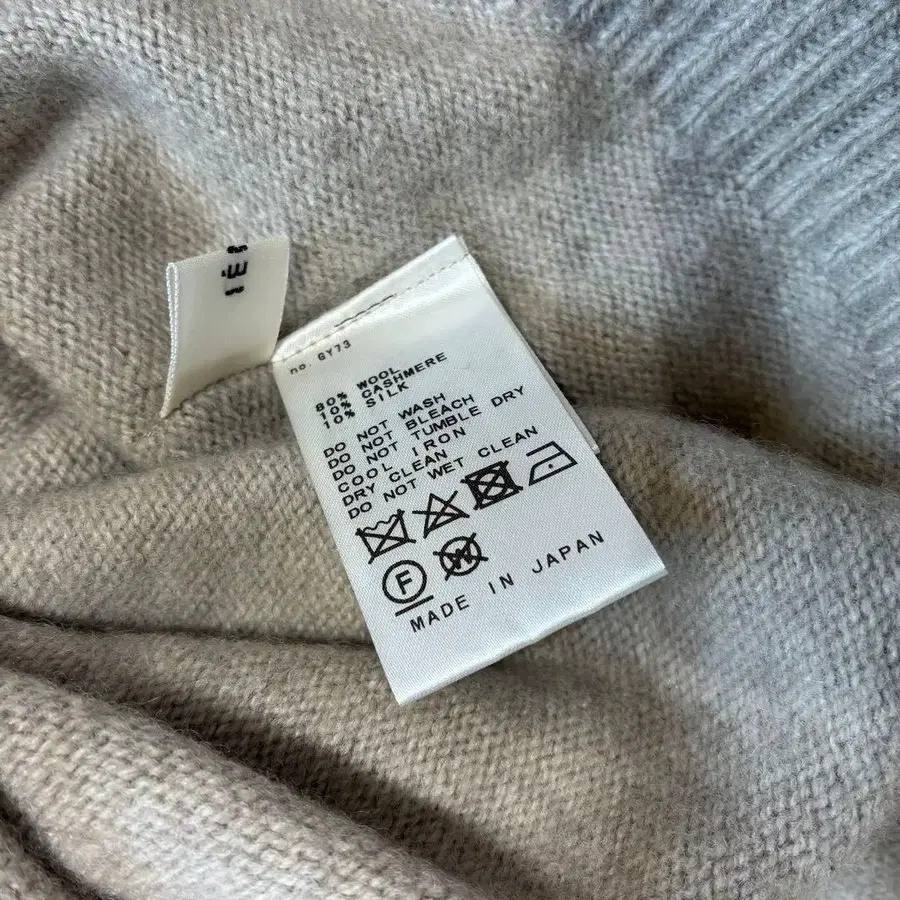 no. GY73
80% WOOL
10% CASHMERE
10% SILK
DO NOT WASH
DO NOT BLEACH
DO NOT TUMBLE DRY
COOL IRON
DRY CLEAN
DO NOT WET CLEAN
F W
MADE IN JAPAN